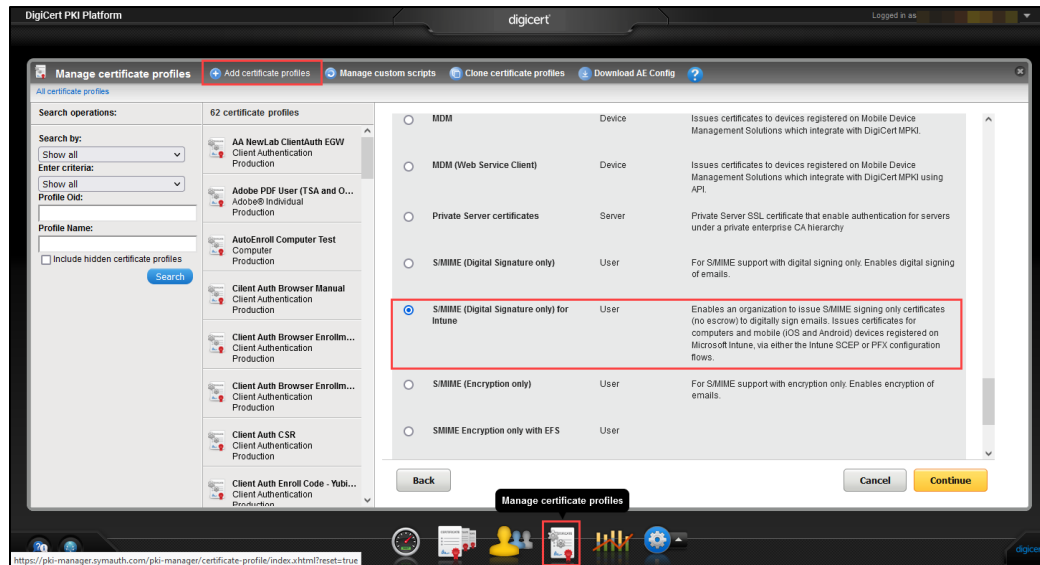 DigiCert PKI Platform
digicert
Logged in as
Manage certificate profiles
Add certificate profiles
Manage custom scripts
Clone certificate profiles
Download AE Config
?
All certificate profiles
Search operations:
Search by:
Show all
Enter criteria:
Show all
Profile Oid:
Profile Name:
Include hidden certificate profiles
Search
62 certificate profiles
AA NewLab ClientAuth EGW
Client Authentication
Production
Adobe PDF User (TSA and O...
Adobe® Individual
Production
AutoEnroll Computer Test
Computer
Production
Cilent Auth Browser Manual
Client Authentication
Production
Client Auth Browser Enrollm...
Client Authentication
Production
Client Auth Browser Enrollm...
Client Authentication
Production
Client Auth CSR
Client Authentication
Production
Client Auth Enroll Code - Yubi...
Client Authentication
Production
MDM
Device
Issues certificates to devices registered on Mobile Device
Management Solutions which integrate with DigiCert MPKI.
MDM (Web Service Client)
Device
Issues certificates to devices registered on Mobile Device
Management Solutions which integrate with DigiCert MPKI using
API.
Private Server certificates
Server
Private Server SSL certificate that enable authentication for servers
under a private enterprise CA hierarchy
S/MIME (Digital Signature only)
User
For S/MIME support with digital signing only. Enables digital signing
of emails.
S/MIME (Digital Signature only) for
Intune
User
Enables an organization to issue S/MIME signing only certificates
(no escrow) to digitally sign emails. Issues certificates for
computers and mobile (iOS and Android) devices registered on
Microsoft Intune, via either the Intune SCEP or PFX configuration
flows.
S/MIME (Encryption only)
User
For S/MIME support with encryption only. Enables encryption of
emails.
SMIME Encryption only with EFS
User
Back
Cancel
Continue
Manage certificate profiles
https://pki-manager.symauth.com/pki-manager/certificate-profile/index.xhtml?reset=true